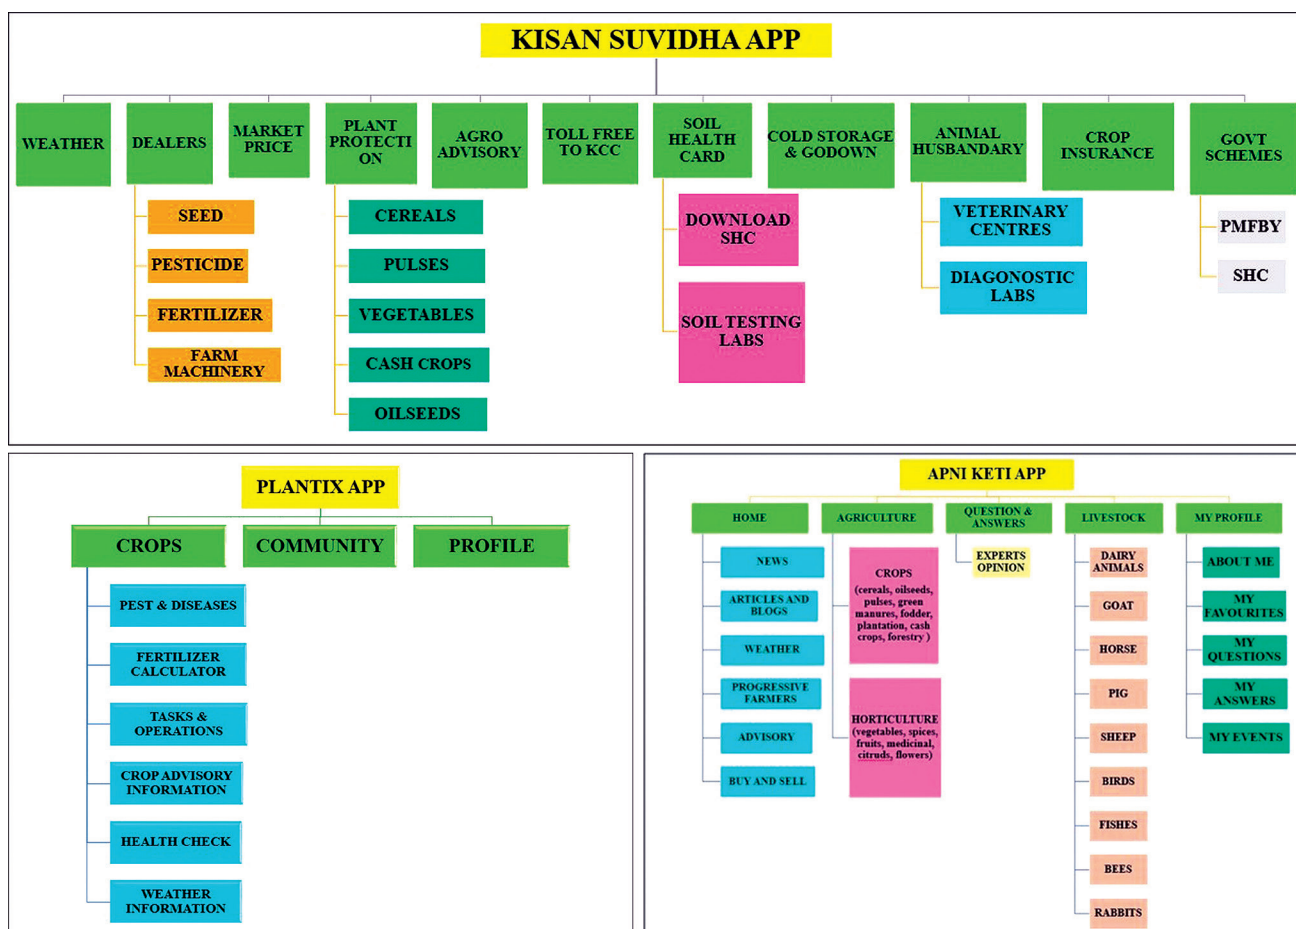 KISAN SUVIDHA APP
WEATHER
DEALERS
MARKET
PRICE
PLANT
PROTECTI
ON
AGRO
ADVISORY
TOLL FREE
TO KCC
SOIL
HEALTH
CARD
COLD STORAGE
& GODOWN
ANIMAL
HUSBANDARY
CROP
INSURANCE
GOVT
SCHEMES
SEED
PESTICIDE
FERTILIZER
FARM
MACHINERY
CEREALS
PULSES
VEGETABLES
CASH CROPS
OILSEEDS
DOWNLOAD
SHC
SOIL TESTING
LABS
VETERINARY
CENTRES
DIAGONOSTIC
LABS
PMFBY
SHC
PLANTIX APP
CROPS
COMMUNITY
PROFILE
PEST & DISEASES
FERTILIZER
CALCULATOR
TASKS &
OPERATIONS
CROP ADVISORY
INFORMATION
HEALTH CHECK
WEATHER
INFORMATION
APNI KETI APP
HOME
AGRICULTURE
QUESTION &
ANSWERS
LIVESTOCK
MY PROFILE
NEWS
ARTICLES AND
BLOGS
WEATHER
PROGRESSIVE
FARMERS
ADVISORY
BUY AND SELL
CROPS
(cereals, oilseeds,
pulses, green
manures, fodder,
plantation, cash
crops, forestry )
HORTICULTURE
(vegetables, spices,
fruits, medicinal,
citruds, flowers)
EXPERTS
OPINION
DAIRY
ANIMALS
GOAT
HORSE
PIG
SHEEP
BIRDS
FISHES
BEES
RABBITS
ABOUT ME
MY
FAVOURITES
MY
QUESTIONS
MY
ANSWERS
MY EVENTS